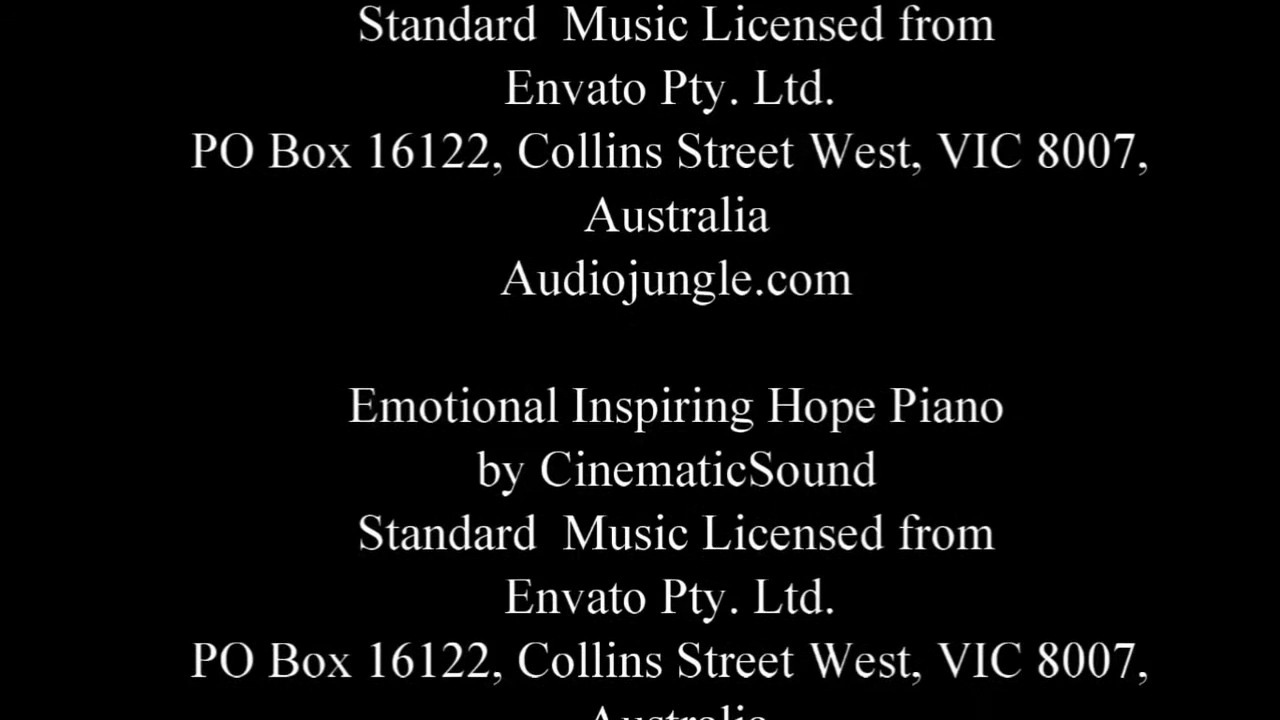 Standard  Music Licensed from
Envato Pty. Ltd.
PO Box 16122, Collins Street West, VIC 8007,
Australia
Audiojungle.com
Emotional Inspiring Hope Piano
by CinematicSound
Standard  Music Licensed from
Envato Pty. Ltd.
PO Box 16122, Collins Street West, VIC 8007,
Australia